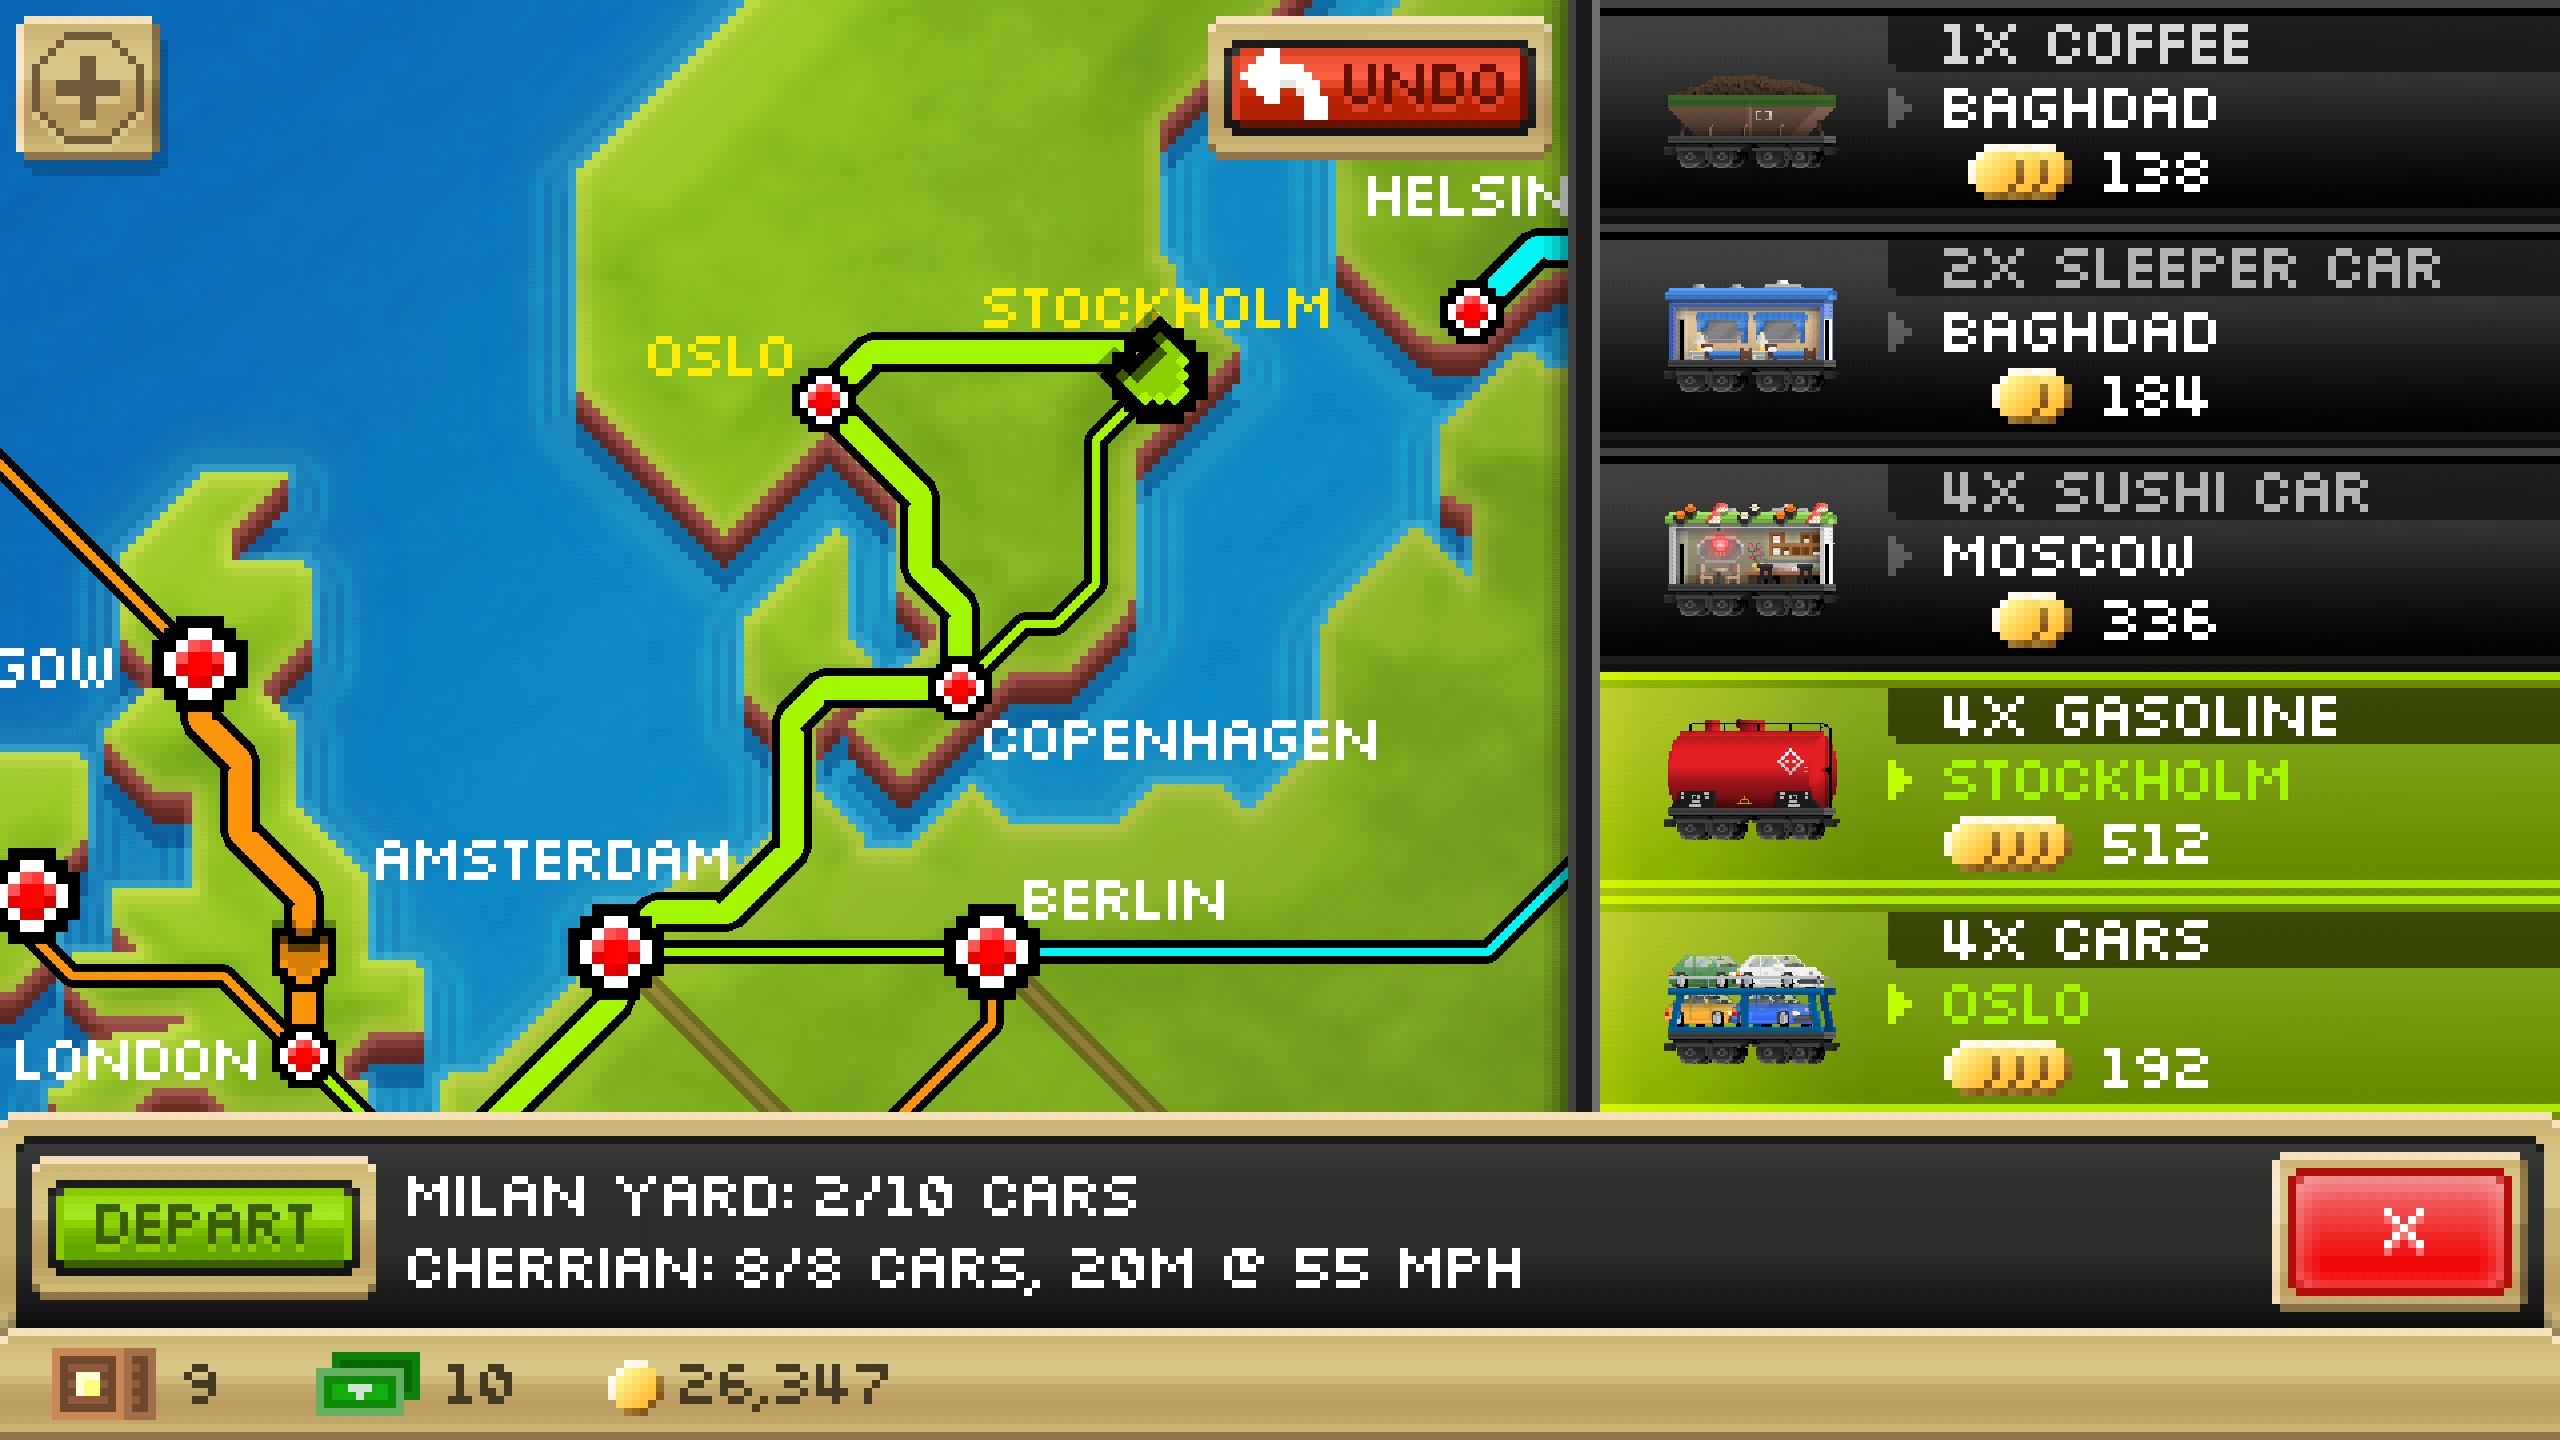 UNDO
HELSIN
STOCKHOLM
OSLO
GOW
COPENHAGEN
AMSTERDAM
BERLIN
LONDON
1X COFFEE
BAGHDAD
138
2X SLEEPER CAR
BAGHDAD
184
4X SUSHI CAR
MOSCOW
336
4X GASOLINE
STOCKHOLM
512
4X CARS
OSLO
192
DEPART
MILAN YARD: 2/10 CARS
CHERRIAN: 8/8 CARS, 20M @ 55 MPH
X
9
10
26,347